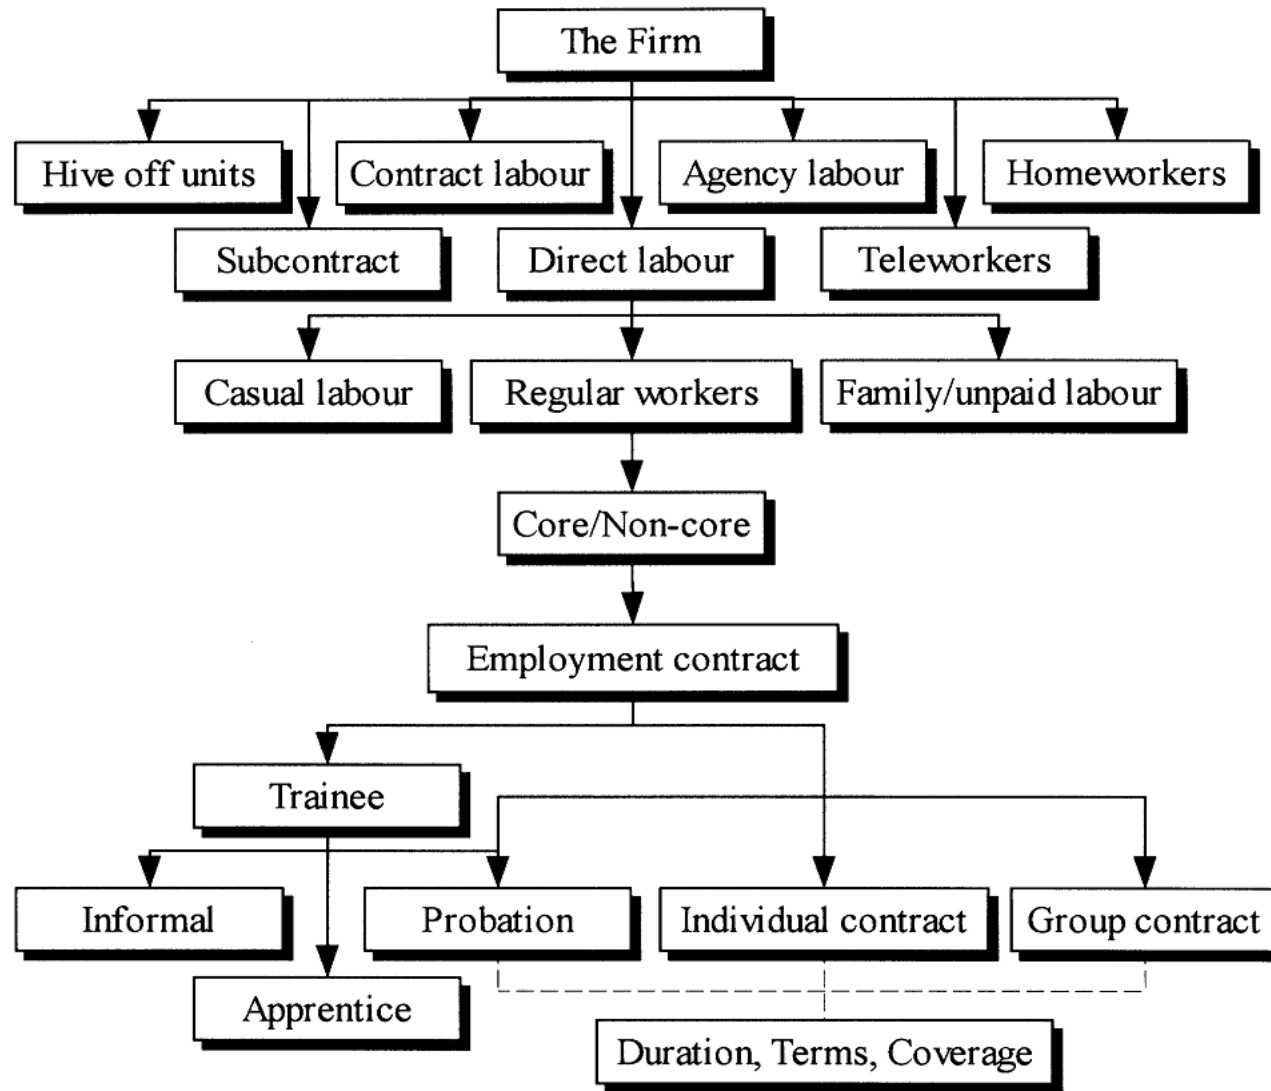 The Firm
Hive off units
Contract labour
Agency labour
Homeworkers
Subcontract
Direct labour
Teleworkers
Casual labour
Regular workers
Family/unpaid labour
Core/Non-core
Employment contract
Trainee
Informal
Probation
Individual contract
Group contract
Apprentice
Duration, Terms, Coverage